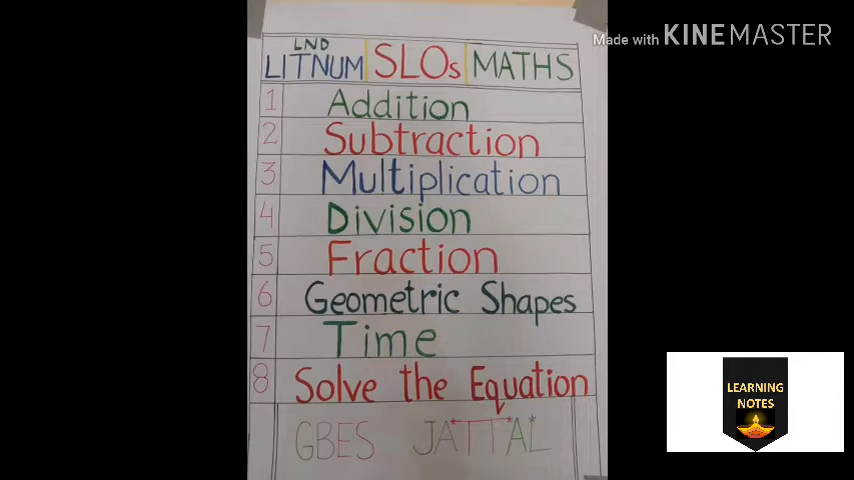 Made with KINEMASTER
LND
LITNUM SLOs MATHS
1 Addition
2 Subtraction
3 Multiplication
4 Division
5 Fraction
6 Geometric Shapes
7 Time
8 Solve the Equation
GBES JATTAL
LEARNING
NOTES